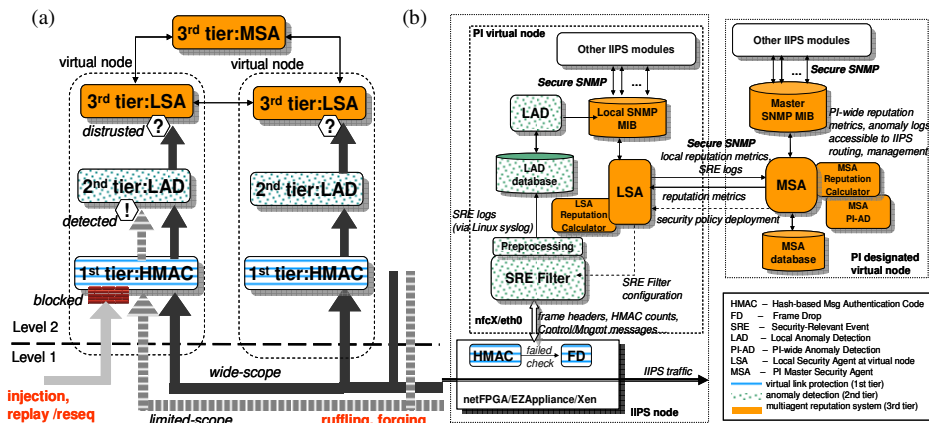 (a)
3rd tier:MSA
virtual node
virtual node
3rd tier:LSA
3rd tier:LSA
distrusted
?
?
2nd tier:LAD
2nd tier:LAD
detected
!
1st tier:HMAC
1st tier:HMAC
blocked
Level 2
Level 1
wide-scope
injection,
replay /reseq
limited-scope
ruffling, forging
(b)
PI virtual node
Other IIPS modules
Secure SNMP
...
LAD
Local SNMP
MIB
LAD
database
LSA
LSA
Reputation
Calculator
SRE logs
(via Linux syslog)
Preprocessing
SRE Filter
SRE Filter
configuration
nfcX/eth0
frame headers, HMAC counts,
Control/Mgmt messages...
HMAC
failed
check
FD
IIPS traffic
netFPGA/EZAppliance/Xen
IIPS node
Secure SNMP
local reputation metrics,
SRE logs
reputation metrics
security policy deployment
Other IIPS modules
...
Secure SNMP
Master
SNMP MIB
PI-wide reputation
metrics, anomaly logs
accessible to IIPS
routing, management
MSA
MSA
Reputation
Calculator
MSA
PI-AD
MSA
database
PI designated
virtual node
HMAC – Hash-based Msg Authentication Code
FD – Frame Drop
SRE – Security-Relevant Event
LAD – Local Anomaly Detection
PI-AD – PI-wide Anomaly Detection
LSA – Local Security Agent at virtual node
MSA – PI Master Security Agent
virtual link protection (1st tier)
anomaly detection (2nd tier)
multiagent reputation system (3rd tier)